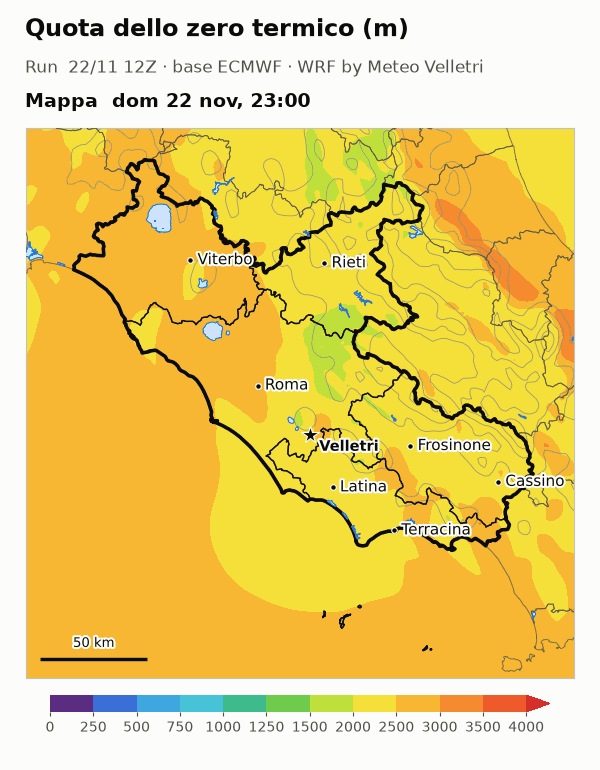 Quota dello zero termico (m)
Run 22/11 12Z · base ECMWF · WRF by Meteo Velletri
Mappa dom 22 nov, 23:00
Viterbo
Rieti
Roma
Velletri
Frosinone
Cassino
Latina
Terracina
50 km
0 250 500 750 1000 1250 1500 2000 2500 3000 3500 4000